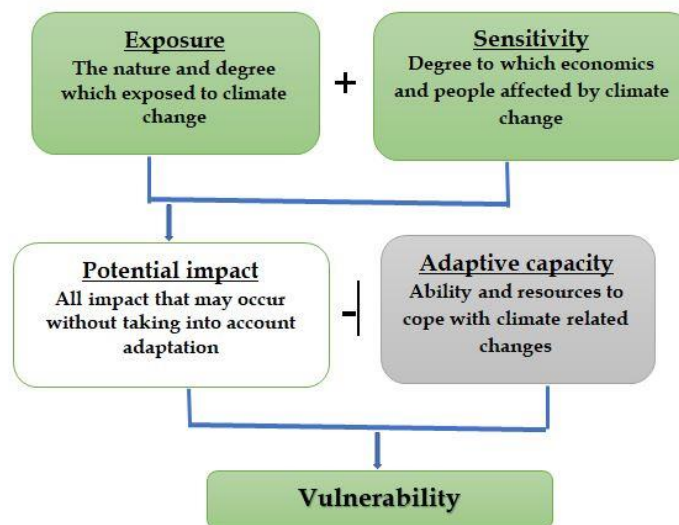 Exposure
The nature and degree
which exposed to climate
change
+
Sensitivity
Degree to which economics
and people affected by climate
change
Potential impact
All impact that may occur
without taking into account
adaptation
-
Adaptive capacity
Ability and resources to
cope with climate related
changes
Vulnerability